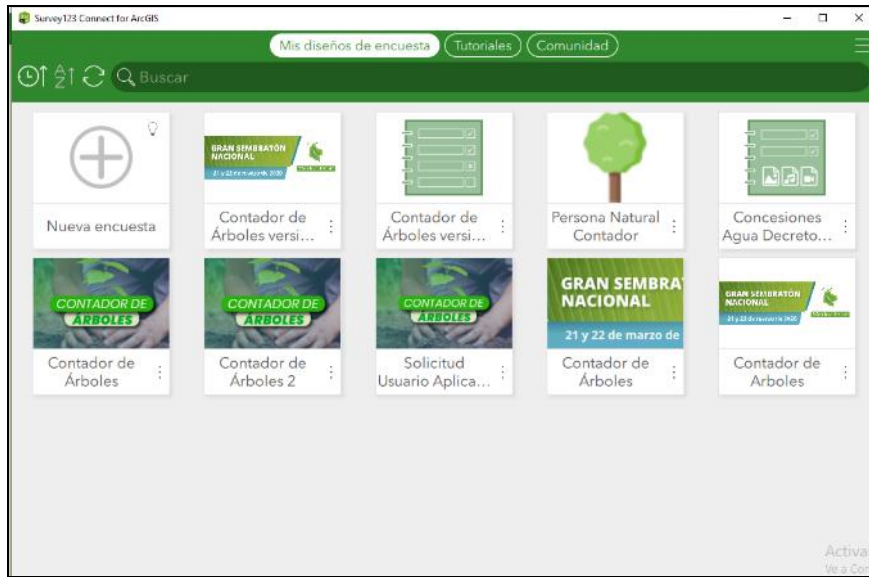 Survey123 Connect for ArcGIS
Mis diseños de encuesta
Tutoriales
Comunidad
Buscar
GRAN SEMBRATÓN
NACIONAL
Nueva encuesta
Contador de
Árboles versi...
Contador de
Árboles versi...
Persona Natural
Contador
Concesiones
Agua Decreto...
CONTADOR DE
ÁRBOLES
CONTADOR DE
ÁRBOLES
CONTADOR DE
ÁRBOLES
GRAN SEMBRAT
NACIONAL
21 y 22 de marzo de
GRAN SEMBRATÓN
NACIONAL
Contador de
Árboles
Contador de
Árboles 2
Solicitud
Usuario Aplica...
Contador de
Árboles
Contador de
Arboles
Activa
Ve a Con